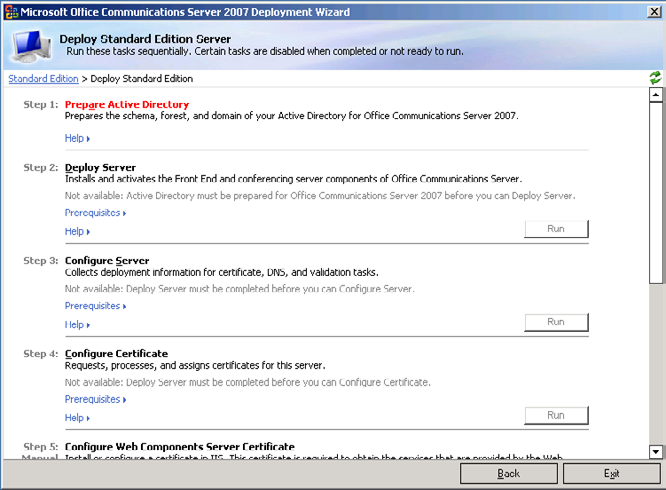 Microsoft Office Communications Server 2007 Deployment Wizard
Deploy Standard Edition Server
Run these tasks sequentially. Certain tasks are disabled when completed or not ready to run.
Standard Edition > Deploy Standard Edition
Step 1: Prepare Active Directory
Prepares the schema, forest, and domain of your Active Directory for Office Communications Server 2007.
Help
Step 2: Deploy Server
Installs and activates the Front End and conferencing server components of Office Communications Server.
Not available: Active Directory must be prepared for Office Communications Server 2007 before you can Deploy Server.
Prerequisites
Help
Run
Step 3: Configure Server
Collects deployment information for certificate, DNS, and validation tasks.
Not available: Deploy Server must be completed before you can Configure Server.
Prerequisites
Help
Run
Step 4: Configure Certificate
Requests, processes, and assigns certificates for this server.
Not available: Deploy Server must be completed before you can Configure Certificate.
Prerequisites
Help
Run
Step 5: Configure Web Components Server Certificate
Manual Install or configure a certificate in IIS. This certificate is required to obtain the services that are provided by the Web
Back
Exit